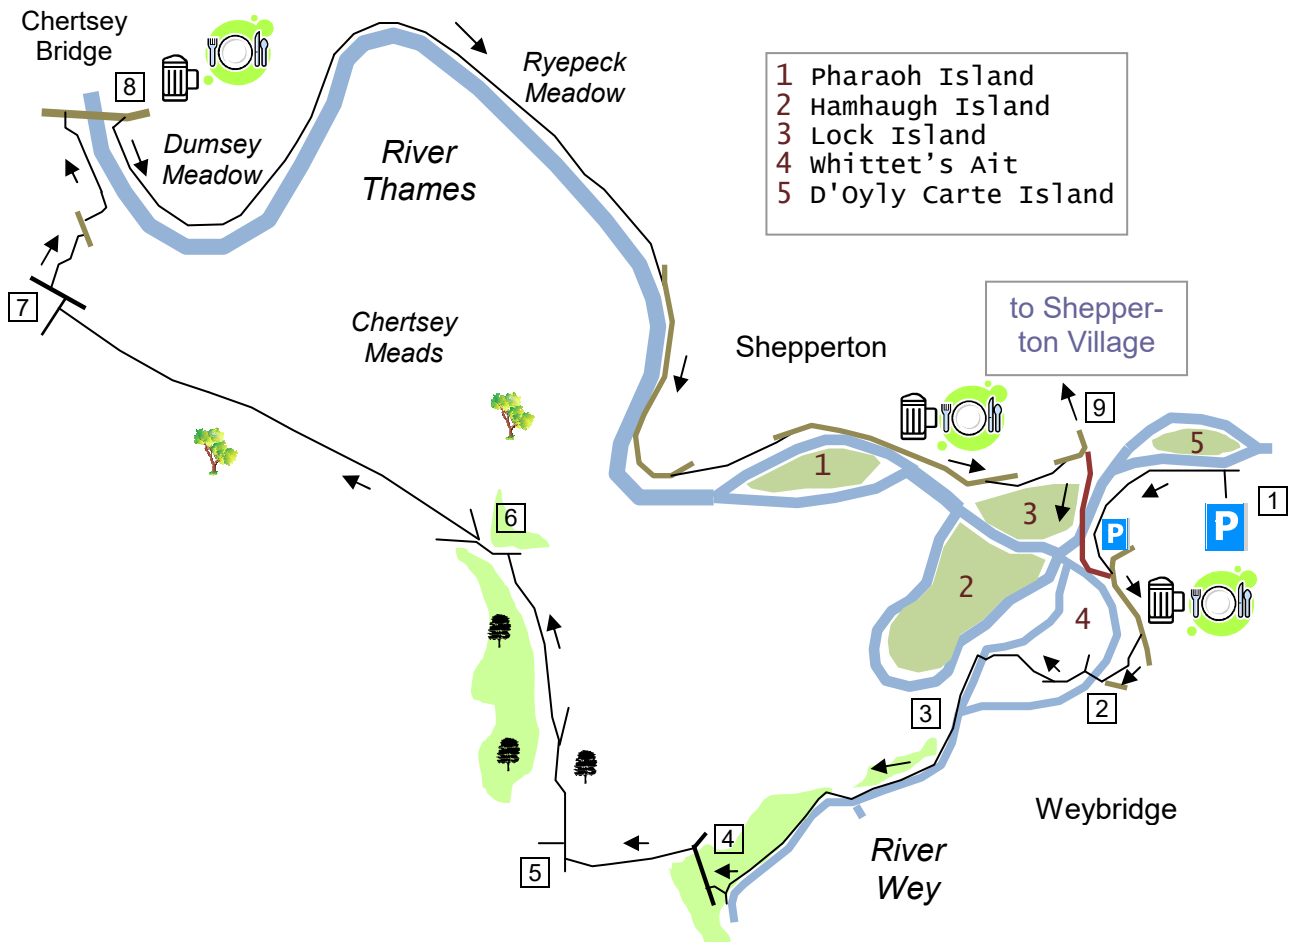 Chertsey
Bridge
8
Dumsey
Meadow
River
Thames
Ryepeck
Meadow
1 Pharaoh Island
2 Hamhaugh Island
3 Lock Island
4 Whittet's Ait
5 D'Oyly Carte Island
7
Chertsey
Meads
Shepperton
to Shepper-
ton Village
9
1
5
1
P
P
3
6
2
4
3
2
4
5
Weybridge
River
Wey